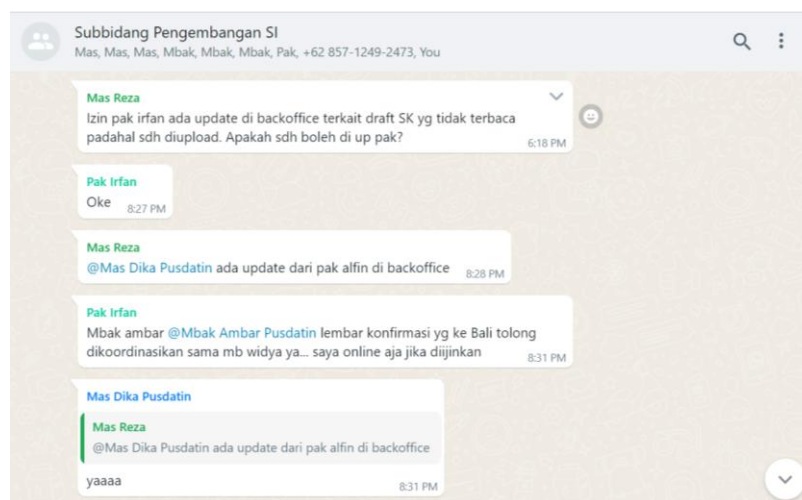 Subbidang Pengembangan SI
Mas, Mas, Mas, Mbak, Mbak, Mbak, Pak, +62 857-1249-2473, You
Mas Reza
Izin pak irfan ada update di backoffice terkait draft SK yg tidak terbaca
padahal sdh diupload. Apakah sdh boleh di up pak?
6:18 PM
Pak Irfan
Oke 8:27 PM
Mas Reza
@Mas Dika Pusdatin ada update dari pak alfin di backoffice 8:28 PM
Pak Irfan
Mbak ambar @Mbak Ambar Pusdatin lembar konfirmasi yg ke Bali tolong
dikoordinasikan sama mb widya ya... saya online aja jika diijinkan 8:31 PM
Mas Dika Pusdatin
Mas Reza
@Mas Dika Pusdatin ada update dari pak alfin di backoffice
yaaaa 8:31 PM